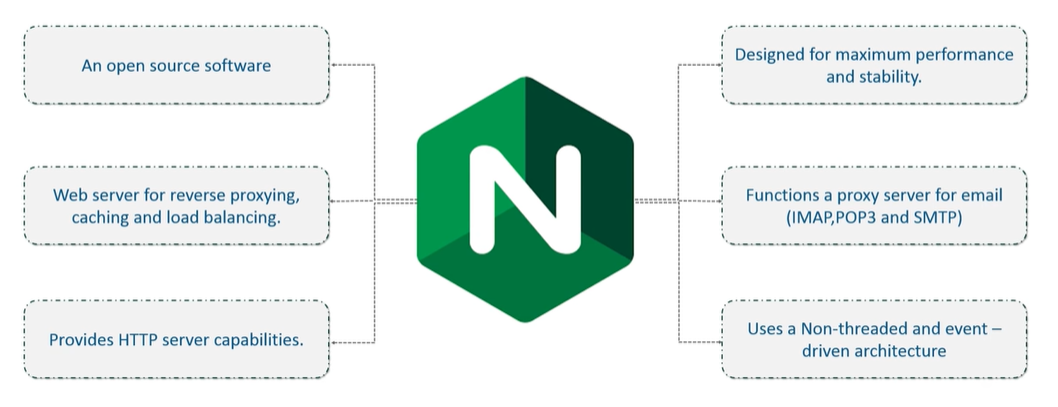 An open source software
Web server for reverse proxying,
caching and load balancing.
Provides HTTP server capabilities.
N
Designed for maximum performance
and stability.
Functions a proxy server for email
(IMAP,POP3 and SMTP)
Uses a Non-threaded and event –
driven architecture